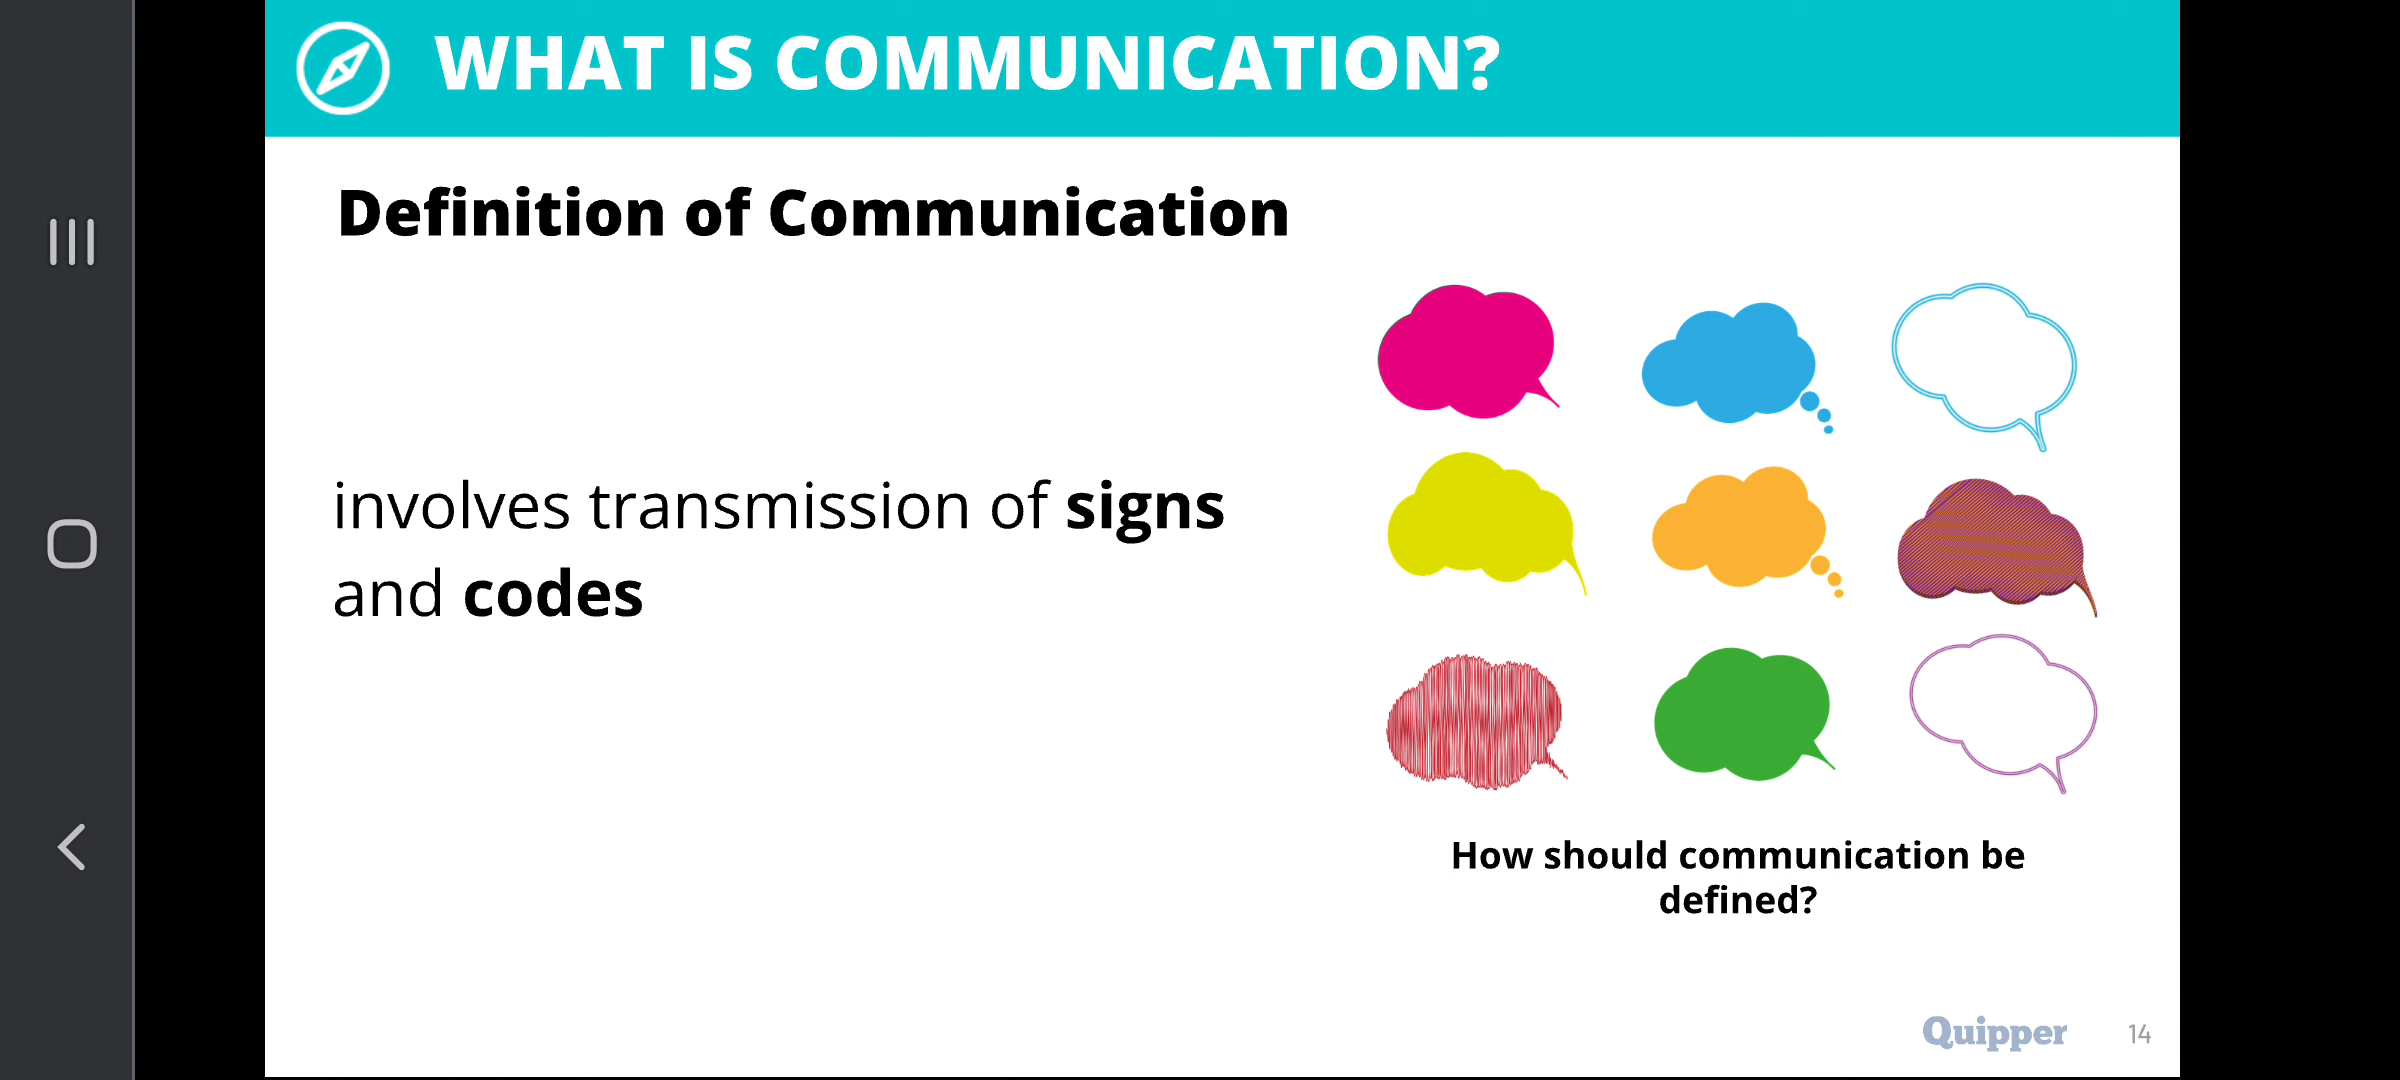 WHAT IS COMMUNICATION?
Definition of Communication
involves transmission of signs
and codes
How should communication be
defined?
Quipper
14